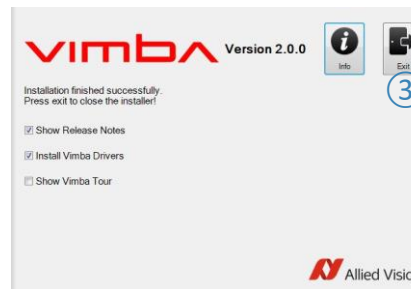 vimba Version 2.0.0
Info
Exit
③
Installation finished successfully.
Press exit to close the installer!
Show Release Notes
Install Vimba Drivers
Show Vimba Tour
Allied Visio